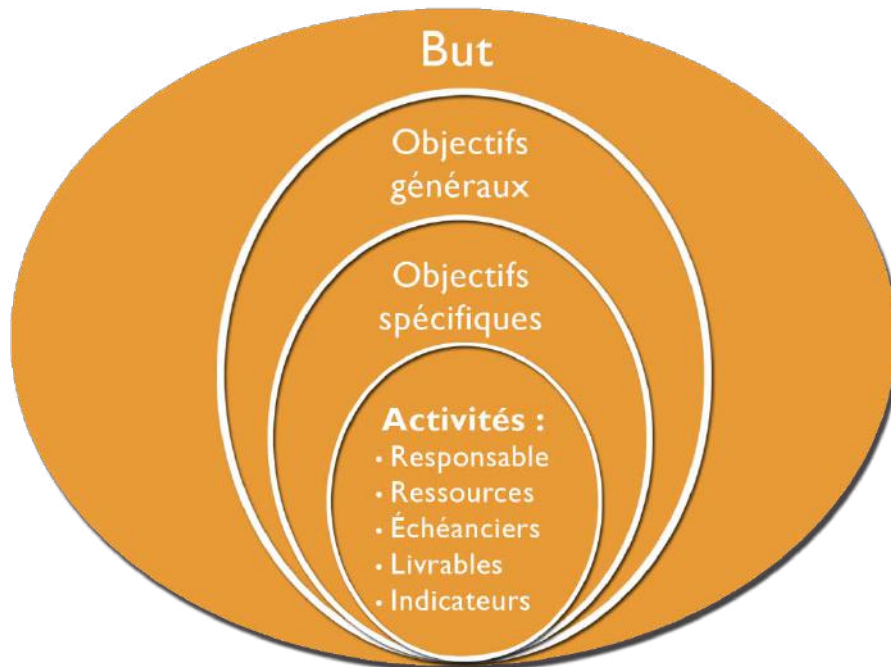 But
Objectifs
généraux
Objectifs
spécifiques
Activités :
• Responsable
• Ressources
• Échéanciers
• Livrables
• Indicateurs